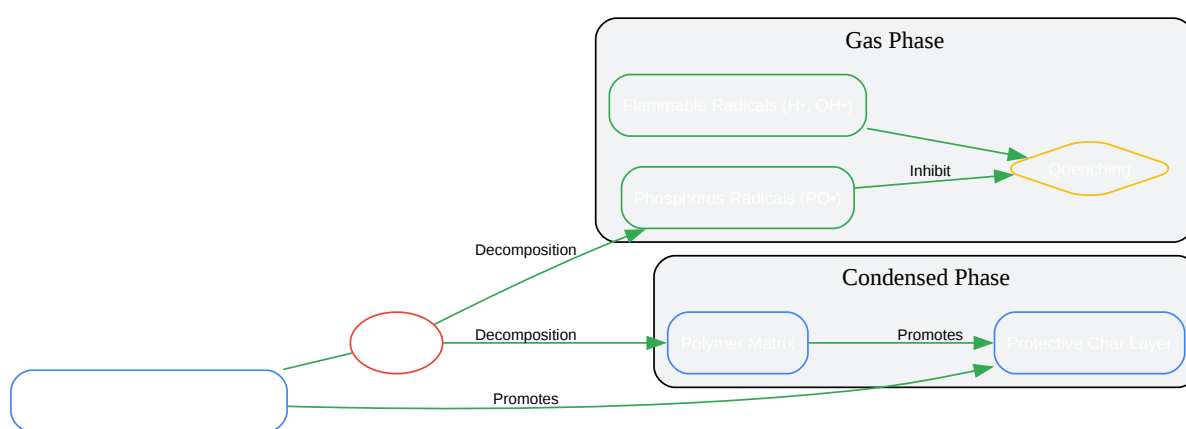 Gas Phase
Flammable Radicals (H•, OH•)
Quenching
Inhibit
Phosphorus Radicals (PO•)
Decomposition
Condensed Phase
Decomposition
Polymer Matrix
Promotes
Protective Char Layer
Promotes